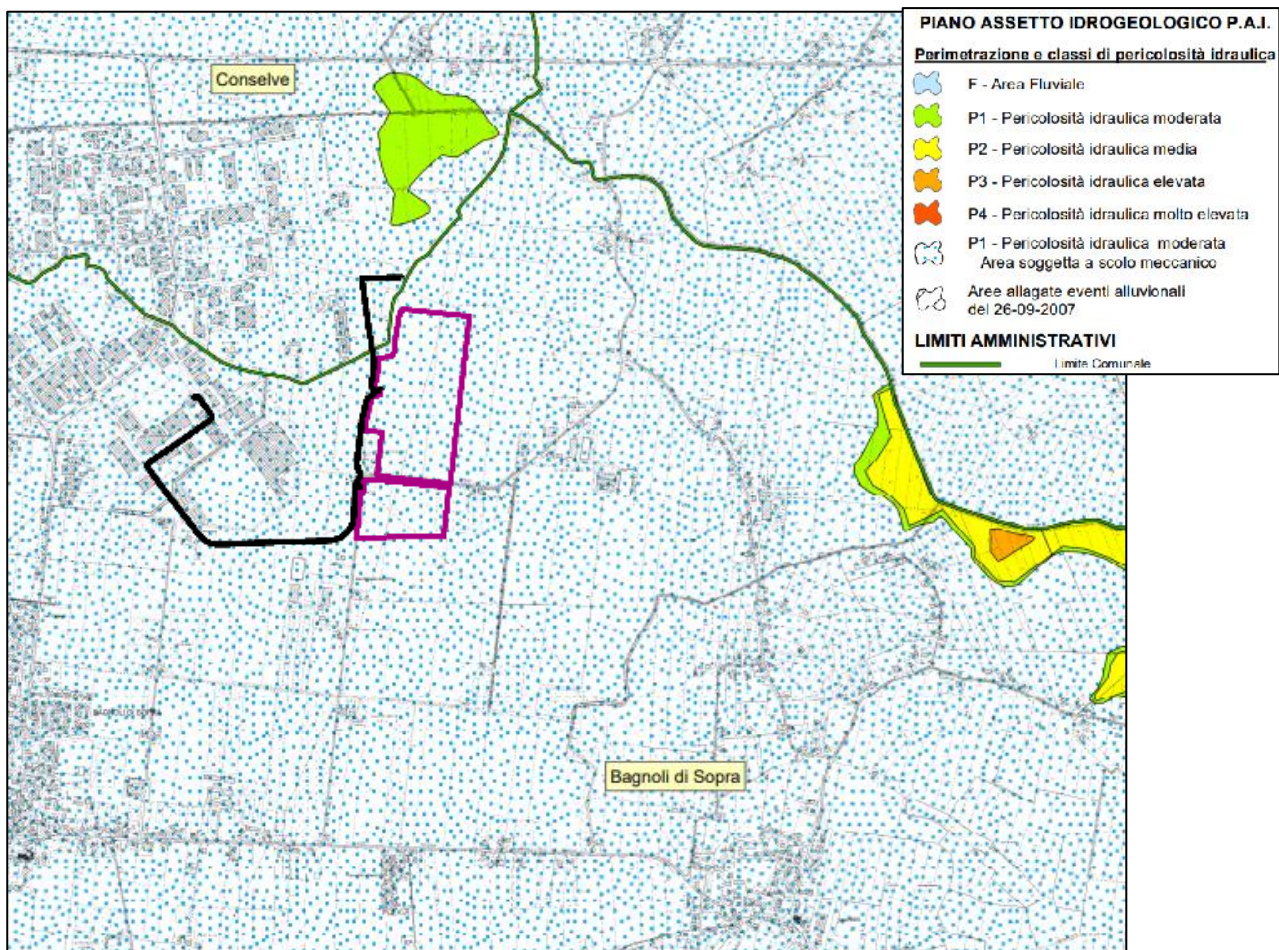 PIANO ASSETTO IDROGEOLOGICO P.A.I.
Perimetrazione e classi di pericolosità idraulica
F - Area Fluviale
P1 - Pericolosità idraulica moderata
P2 - Pericolosità idraulica media
P3 - Pericolosità idraulica elevata
P4 - Pericolosità idraulica molto elevata
P1 - Pericolosità idraulica moderata
Area soggetta a scolo meccanico
Aree allagate eventi alluvionali
del 26-09-2007
LIMITI AMMINISTRATIVI
Limite Comunale
Conselve
Bagnoli di Sopra